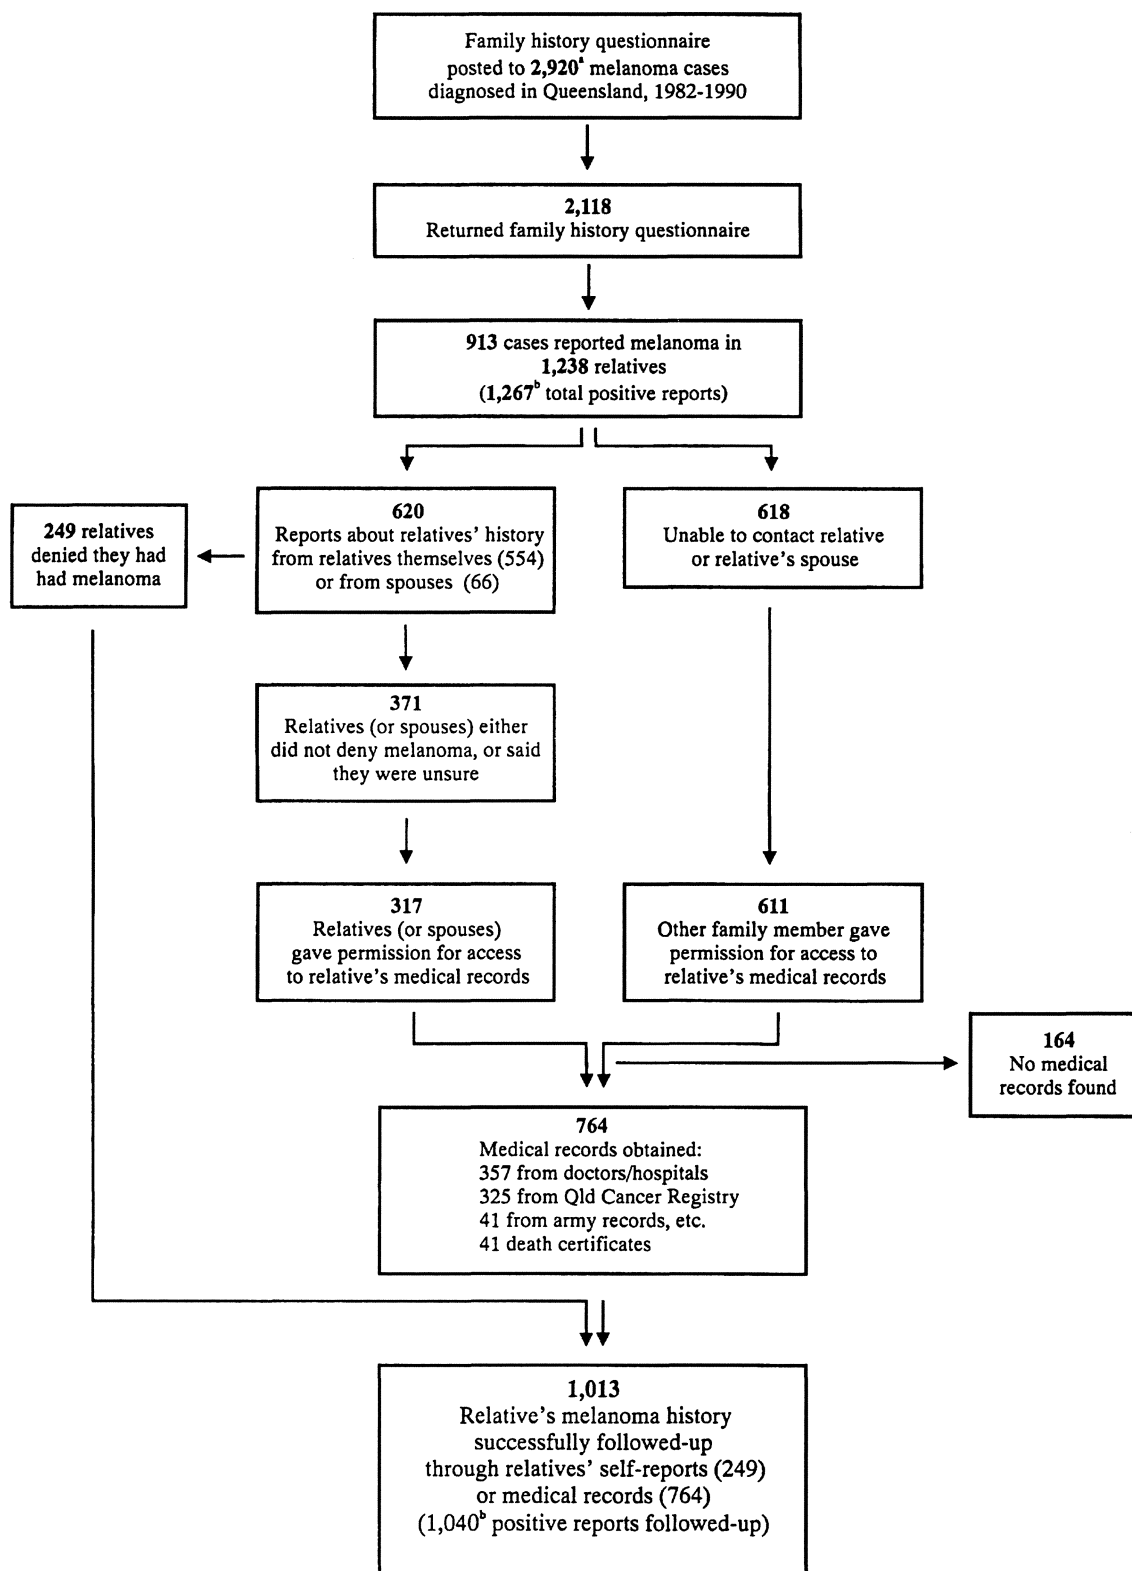 Family history questionnaire
posted to 2,920ᵃ melanoma cases
diagnosed in Queensland, 1982-1990
2,118
Returned family history questionnaire
913 cases reported melanoma in
1,238 relatives
(1,267ᵇ total positive reports)
249 relatives
denied they had
had melanoma
620
Reports about relatives' history
from relatives themselves (554)
or from spouses (66)
618
Unable to contact relative
or relative's spouse
371
Relatives (or spouses) either
did not deny melanoma, or said
they were unsure
317
Relatives (or spouses)
gave permission for access
to relative's medical records
611
Other family member gave
permission for access to
relative's medical records
164
No medical
records found
764
Medical records obtained:
357 from doctors/hospitals
325 from Qld Cancer Registry
41 from army records, etc.
41 death certificates
1,013
Relative's melanoma history
successfully followed-up
through relatives' self-reports (249)
or medical records (764)
(1,040ᵇ positive reports followed-up)